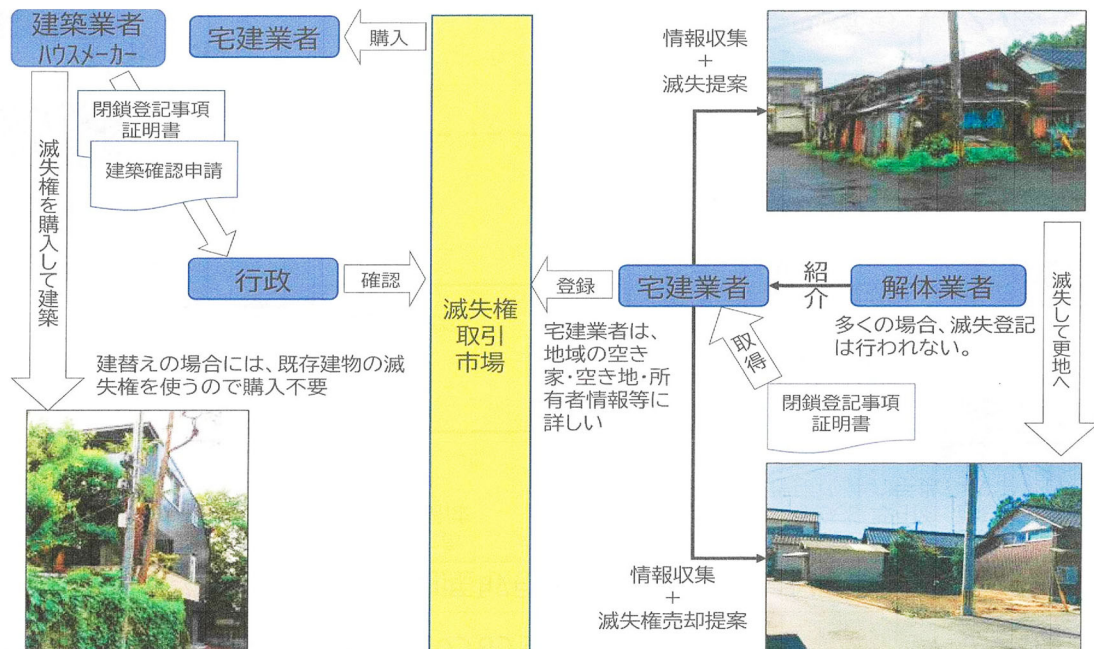 建築業者
ハウスメーカー
宅建業者
購入
閉鎖登記事項
証明書
建築確認申請
滅失権を購入して建築
行政
確認
建替えの場合には、既存建物の滅
失権を使うので購入不要
滅失権
取引
市場
登録
宅建業者
宅建業者は、
地域の空き
家・空き地・所
有者情報等に
詳しい
情報収集
+
滅失提案
紹介
解体業者
多くの場合、滅失登記
は行われない。
取得
閉鎖登記事項
証明書
滅失して更地へ
情報収集
+
滅失権売却提案